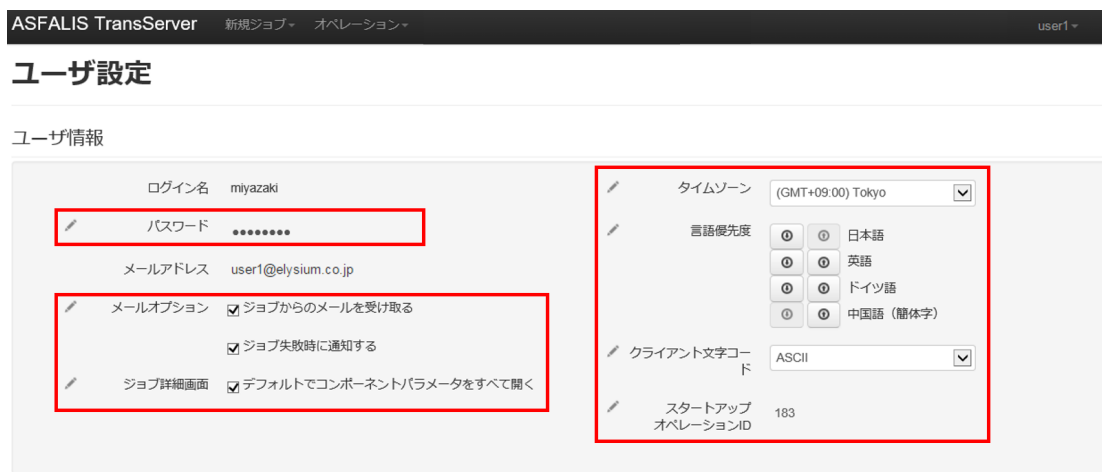 ASFALIS TransServer 新規ジョブ オペレーション user1
ユーザ設定
ユーザ情報
ログイン名 miyazaki
パスワード ●●●●●●●●
メールアドレス user1@elysium.co.jp
メールオプション ジョブからのメールを受け取る
ジョブ失敗時に通知する
ジョブ詳細画面 デフォルトでコンポーネントパラメータをすべて開く
タイムゾーン (GMT+09:00) Tokyo
言語優先度 日本語
英語
ドイツ語
中国語（簡体字）
クライアント文字コー
ド
ASCII
スタートアップ
オペレーションID
183